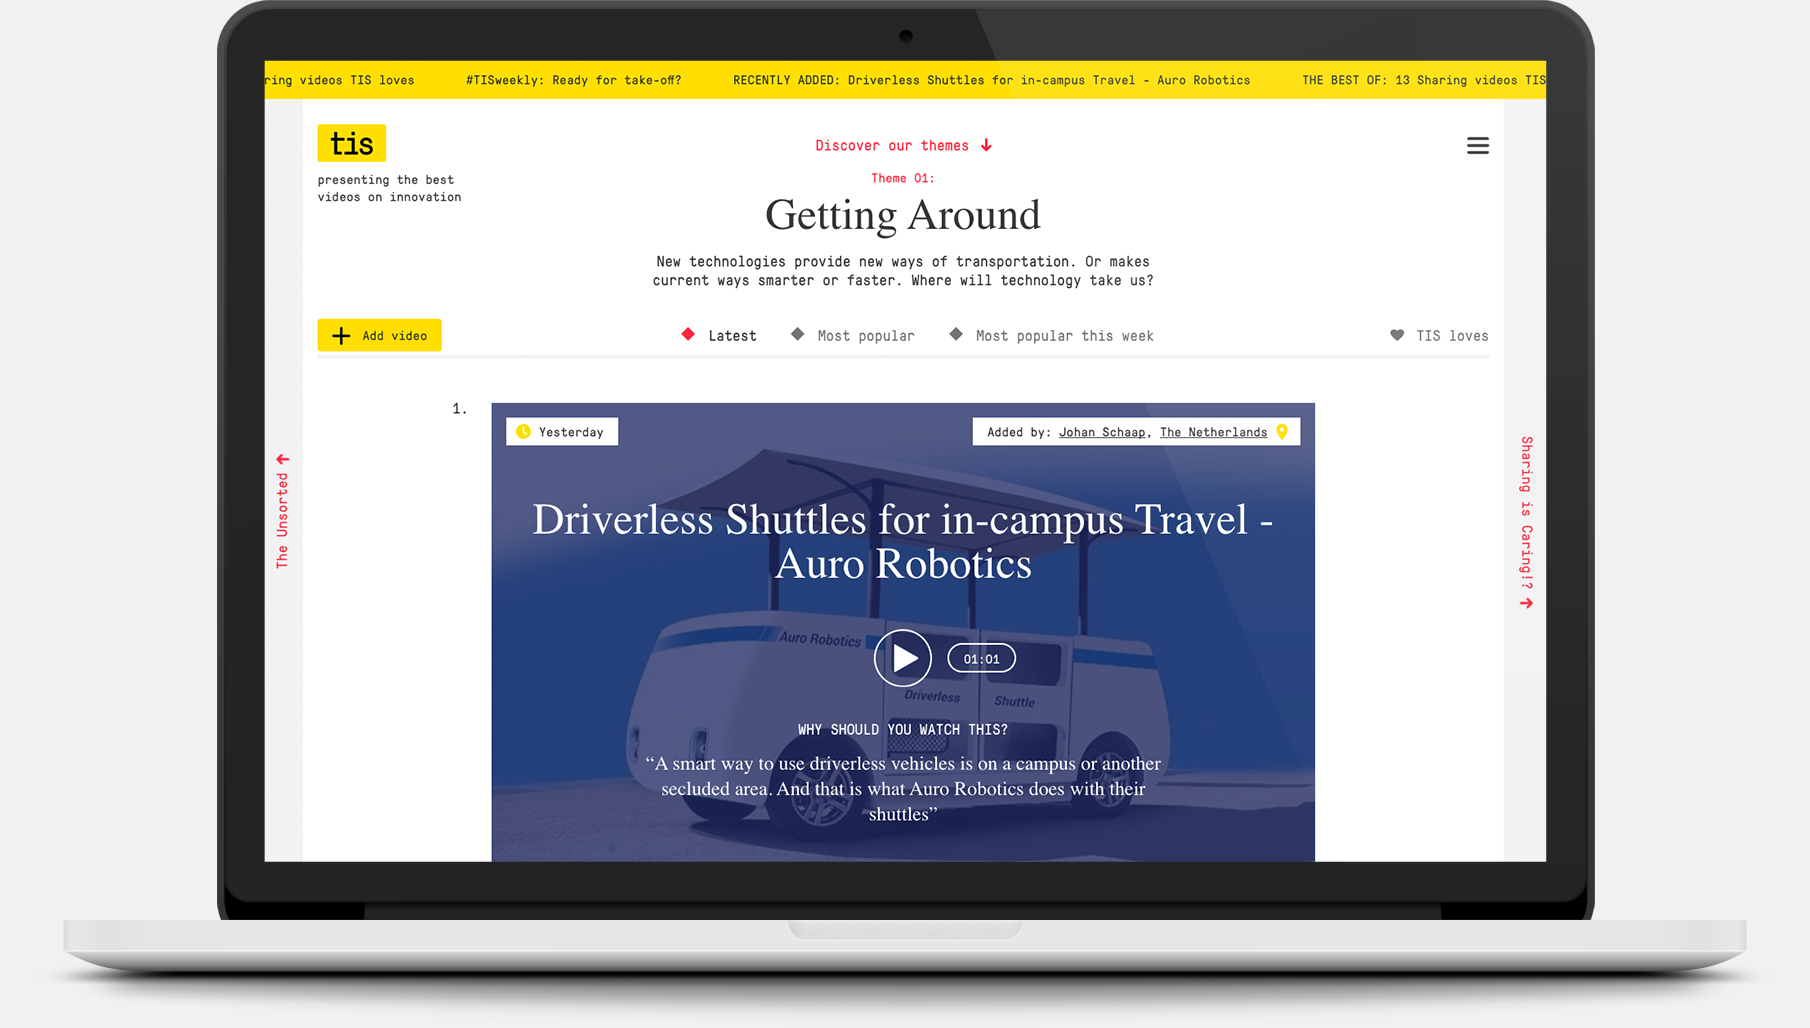 ring videos TIS loves #TISweekly: Ready for take-off? RECENTLY ADDED: Driverless Shuttles for in-campus Travel - Auro Robotics THE BEST OF: 13 Sharing videos TIS
tis
presenting the best
videos on innovation
Discover our themes
Theme 01:
Getting Around
New technologies provide new ways of transportation. Or makes
current ways smarter or faster. Where will technology take us?
Add video
Latest Most popular Most popular this week
TIS loves
The Unsorted
Sharing is Caring!?
1.
Yesterday
Added by: Johan Schaap, The Netherlands
Driverless Shuttles for in-campus Travel -
Auro Robotics
Auro Robotics
01:01
Driverless Shuttle
WHY SHOULD YOU WATCH THIS?
“A smart way to use driverless vehicles is on a campus or another
secluded area. And that is what Auro Robotics does with their
shuttles”